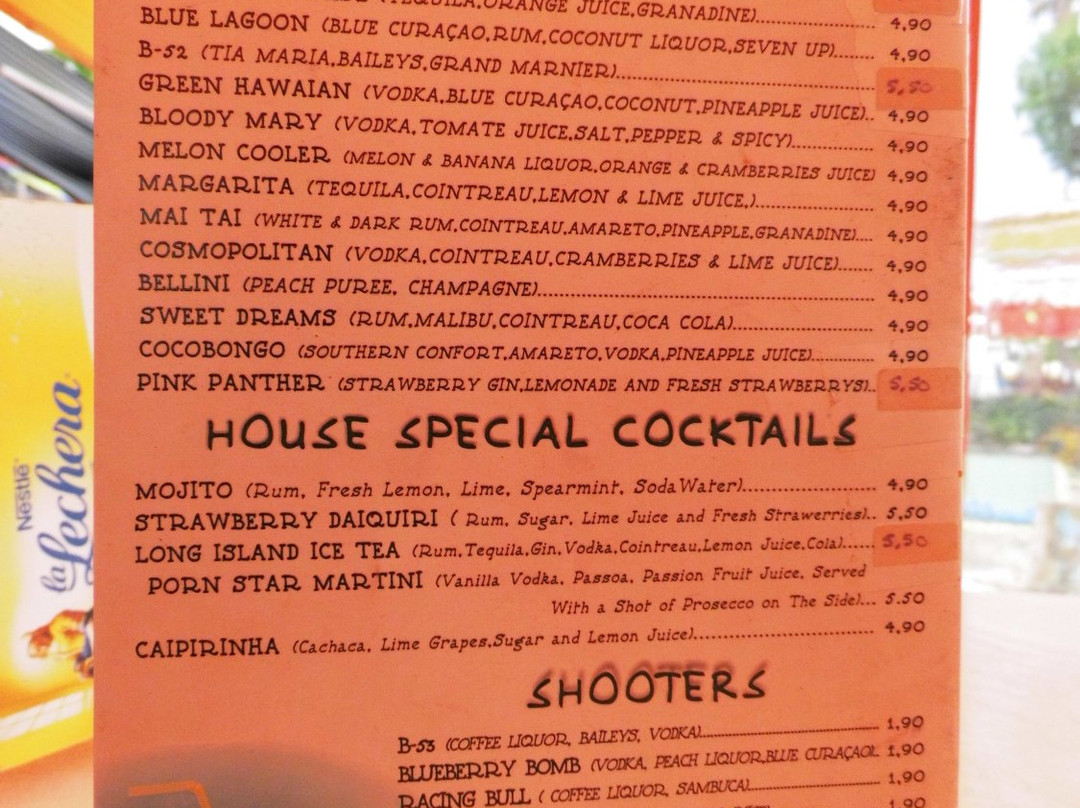 (TEQUILA,ORANGE JUICE,GRANADINE) 4,90
BLUE LAGOON (BLUE CURAÇAO,RUM,COCONUT LIQUOR,SEVEN UP) 4,90
B-52 (TIA MARIA,BAILEYS,GRAND MARNIER) 5,50
GREEN HAWAIAN (VODKA,BLUE CURAÇAO,COCONUT,PINEAPPLE JUICE) 4,90
BLOODY MARY (VODKA,TOMATE JUICE,SALT,PEPPER & SPICY) 4,90
MELON COOLER (MELON & BANANA LIQUOR,ORANGE & CRAMBERRIES JUICE) 4,90
MARGARITA (TEQUILA,COINTREAU,LEMON & LIME JUICE,) 4,90
MAI TAI (WHITE & DARK RUM,COINTREAU,AMARETO,PINEAPPLE,GRANADINE) 4,90
COSMOPOLITAN (VODKA,COINTREAU,CRAMBERRIES & LIME JUICE) 4,90
BELLINI (PEACH PUREE, CHAMPAGNE) 4,90
SWEET DREAMS (RUM,MALIBU,COINTREAU,COCA COLA) 4,90
COCOBONGO (SOUTHERN CONFORT,AMARETO,VODKA,PINEAPPLE JUICE) 4,90
PINK PANTHER (STRAWBERRY GIN,LEMONADE AND FRESH STRAWBERRYS) 5,50
HOUSE SPECIAL COCKTAILS
MOJITO (Rum, Fresh Lemon, Lime, Spearmint, Soda Water) 4,90
STRAWBERRY DAIQUIRI ( Rum, Sugar, Lime Juice and Fresh Strawerries) 5,50
LONG ISLAND ICE TEA (Rum,Tequila,Gin,Vodka,Cointreau,Lemon Juice,Cola) 5,50
PORN STAR MARTINI (Vanilla Vodka, Passoa, Passion Fruit Juice, Served
With a Shot of Prosecco on The Side) 5.50
CAIPIRINHA (Cachaca, Lime Grapes,Sugar and Lemon Juice) 4,90
SHOOTERS
B-53 (COFFEE LIQUOR, BAILEYS, VODKA) 1,90
BLUEBERRY BOMB (VODKA, PEACH LIQUOR,BLUE CURAÇAO) 1,90
RACING BULL ( COFFEE LIQUOR, SAMBUCA) 1,90
1,90
Nestlé
la Lechera